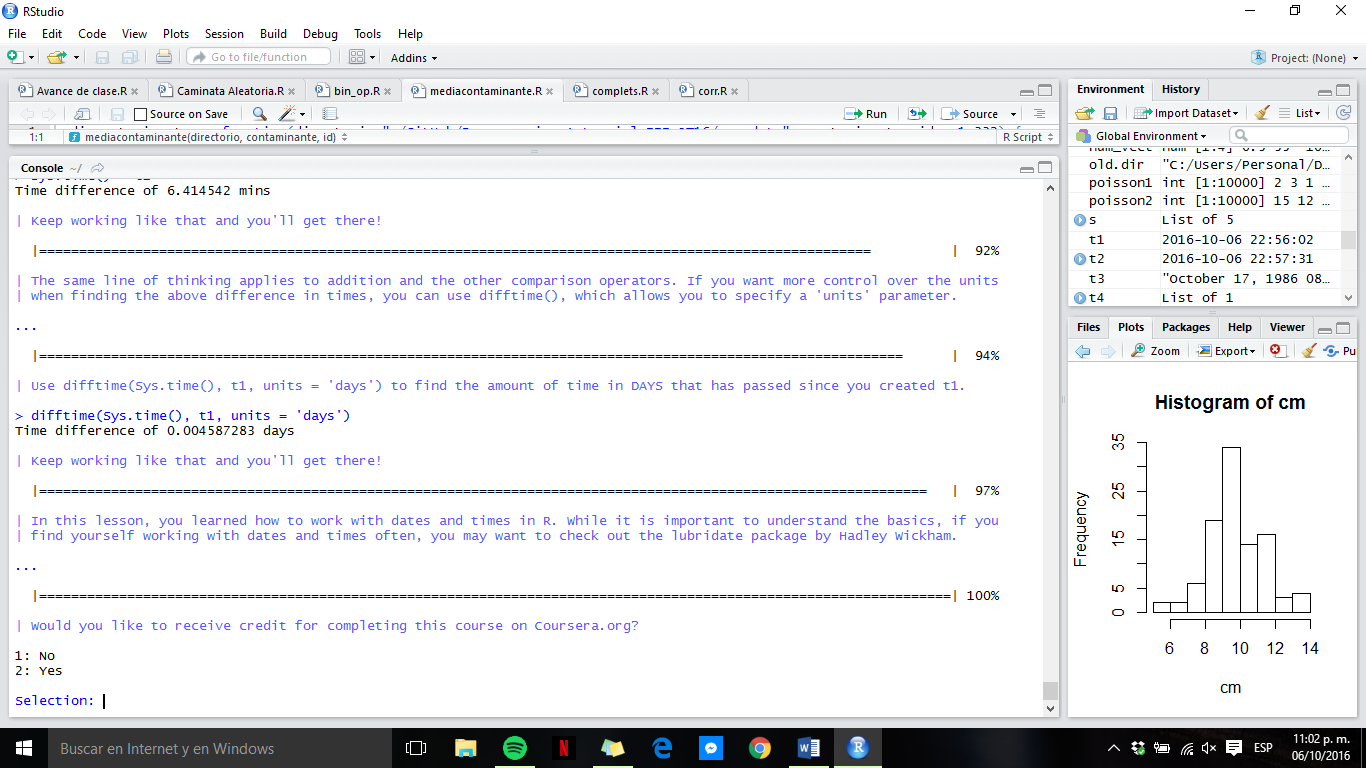 RStudio
File Edit Code View Plots Session Build Debug Tools Help
Go to file/function Addins Project: (None)
Avance de clase.R Caminata Aleatoria.R bin_op.R mediacontaminante.R complets.R corr.R
Source on Save Run Source
1:1 mediacontaminante(directorio, contaminante, id) R Script
Console ~/
Time difference of 6.414542 mins
| Keep working like that and you'll get there!
|=======================================================================================================          |  92%
| The same line of thinking applies to addition and the other comparison operators. If you want more control over the units
| when finding the above difference in times, you can use difftime(), which allows you to specify a 'units' parameter.
...
|===========================================================================================================      |  94%
| Use difftime(Sys.time(), t1, units = 'days') to find the amount of time in DAYS that has passed since you created t1.
> difftime(Sys.time(), t1, units = 'days')
Time difference of 0.004587283 days
| Keep working like that and you'll get there!
|==============================================================================================================   |  97%
| In this lesson, you learned how to work with dates and times in R. While it is important to understand the basics, if you
| find yourself working with dates and times often, you may want to check out the lubridate package by Hadley Wickham.
...
|=================================================================================================================| 100%
| Would you like to receive credit for completing this course on Coursera.org?
1: No
2: Yes
Selection:
Environment History
Import Dataset List
Global Environment
old.dir "C:/Users/Personal/D…
poisson1 int [1:10000] 2 3 1 …
poisson2 int [1:10000] 15 12 …
s List of 5
t1 2016-10-06 22:56:02
t2 2016-10-06 22:57:31
t3 "October 17, 1986 08…
t4 List of 1
Files Plots Packages Help Viewer
Zoom Export Pu
Histogram of cm
Frequency
35
25
15
5
0
6 8 10 12 14
cm
Buscar en Internet y en Windows
ESP
11:02 p. m.
06/10/2016